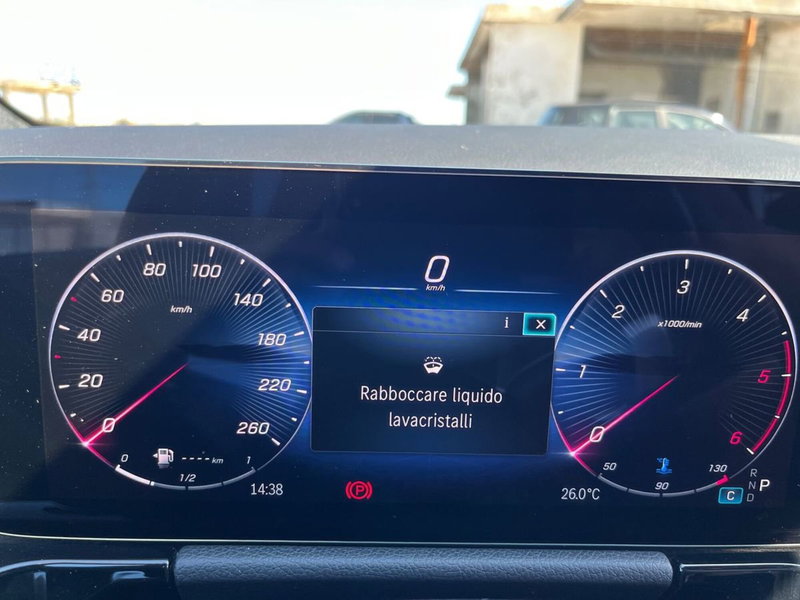 0
km/h
0
20
40
60
80
100
140
180
220
260
km/h
0
1/2
1
---- km
i
Rabboccare liquido
lavacristalli
0
1
2
3
4
5
6
x1000/min
50
90
130
14:38
P
26.0°C
C
R
N
D
P